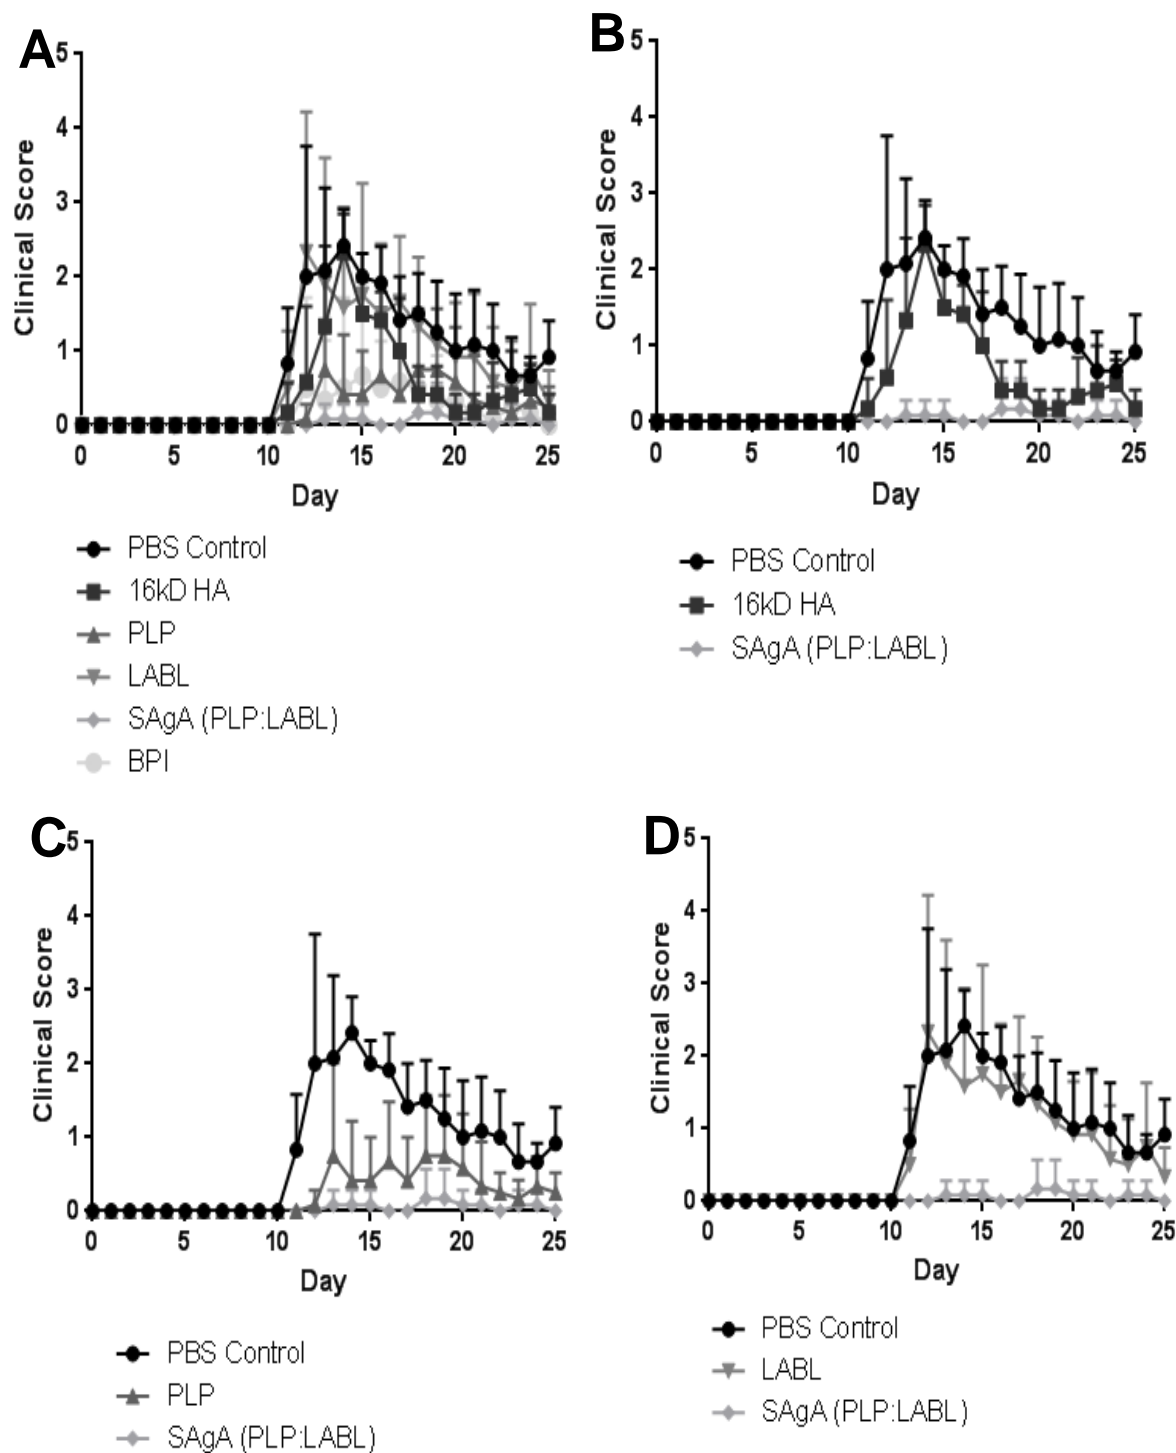 A
5
4
3
2
1
0
Clinical Score
0 5 10 15 20 25
Day
PBS Control
16kD HA
PLP
LABL
SAgA (PLP:LABL)
BPI
B
5
4
3
2
1
0
Clinical Score
0 5 10 15 20 25
Day
PBS Control
16kD HA
SAgA (PLP:LABL)
C
5
4
3
2
1
0
Clinical Score
0 5 10 15 20 25
Day
PBS Control
PLP
SAgA (PLP:LABL)
D
5
4
3
2
1
0
Clinical Score
0 5 10 15 20 25
Day
PBS Control
LABL
SAgA (PLP:LABL)